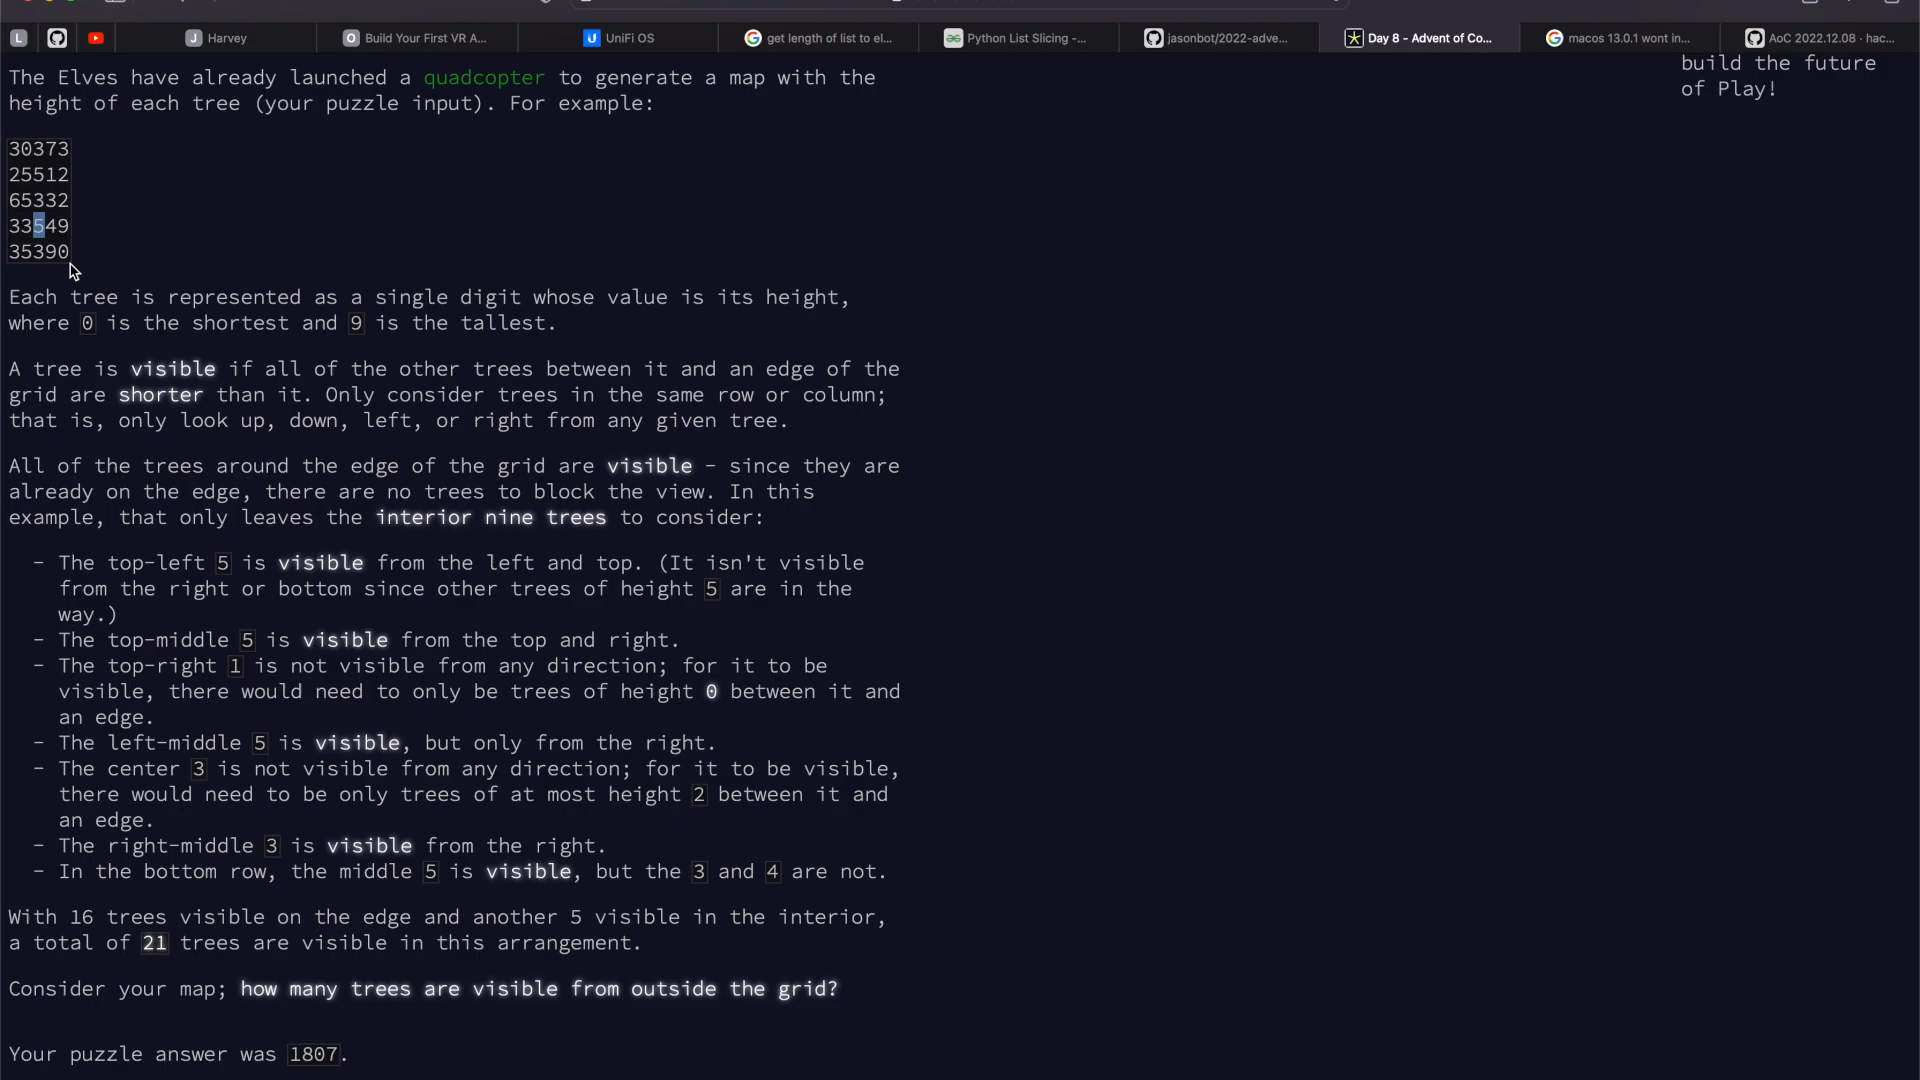 L
J Harvey
O Build Your First VR A...
U UniFi OS
G get length of list to el...
Python List Slicing -...
jasonbot/2022-adve...
Day 8 - Advent of Co...
G macos 13.0.1 wont in...
AoC 2022.12.08 · hac...
The Elves have already launched a quadcopter to generate a map with the
height of each tree (your puzzle input). For example:
build the future
of Play!
30373
25512
65332
33549
35390
Each tree is represented as a single digit whose value is its height,
where 0 is the shortest and 9 is the tallest.
A tree is visible if all of the other trees between it and an edge of the
grid are shorter than it. Only consider trees in the same row or column;
that is, only look up, down, left, or right from any given tree.
All of the trees around the edge of the grid are visible - since they are
already on the edge, there are no trees to block the view. In this
example, that only leaves the interior nine trees to consider:
- The top-left 5 is visible from the left and top. (It isn't visible
from the right or bottom since other trees of height 5 are in the
way.)
- The top-middle 5 is visible from the top and right.
- The top-right 1 is not visible from any direction; for it to be
visible, there would need to only be trees of height 0 between it and
an edge.
- The left-middle 5 is visible, but only from the right.
- The center 3 is not visible from any direction; for it to be visible,
there would need to be only trees of at most height 2 between it and
an edge.
- The right-middle 3 is visible from the right.
- In the bottom row, the middle 5 is visible, but the 3 and 4 are not.
With 16 trees visible on the edge and another 5 visible in the interior,
a total of 21 trees are visible in this arrangement.
Consider your map; how many trees are visible from outside the grid?
Your puzzle answer was 1807.